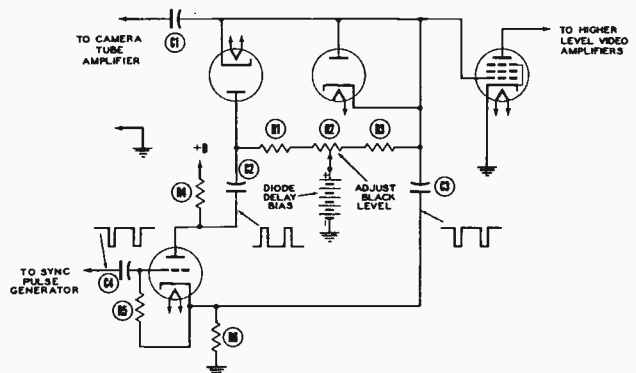 TO CAMERA
TUBE
AMPLIFIER
C1
TO HIGHER
LEVEL VIDEO
AMPLIFIERS
R1
R2
R3
+B
R4
C2
DIODE
DELAY
BIAS
+
ADJUST
BLACK
LEVEL
C3
TO SYNC
PULSE
GENERATOR
C4
R5
R6